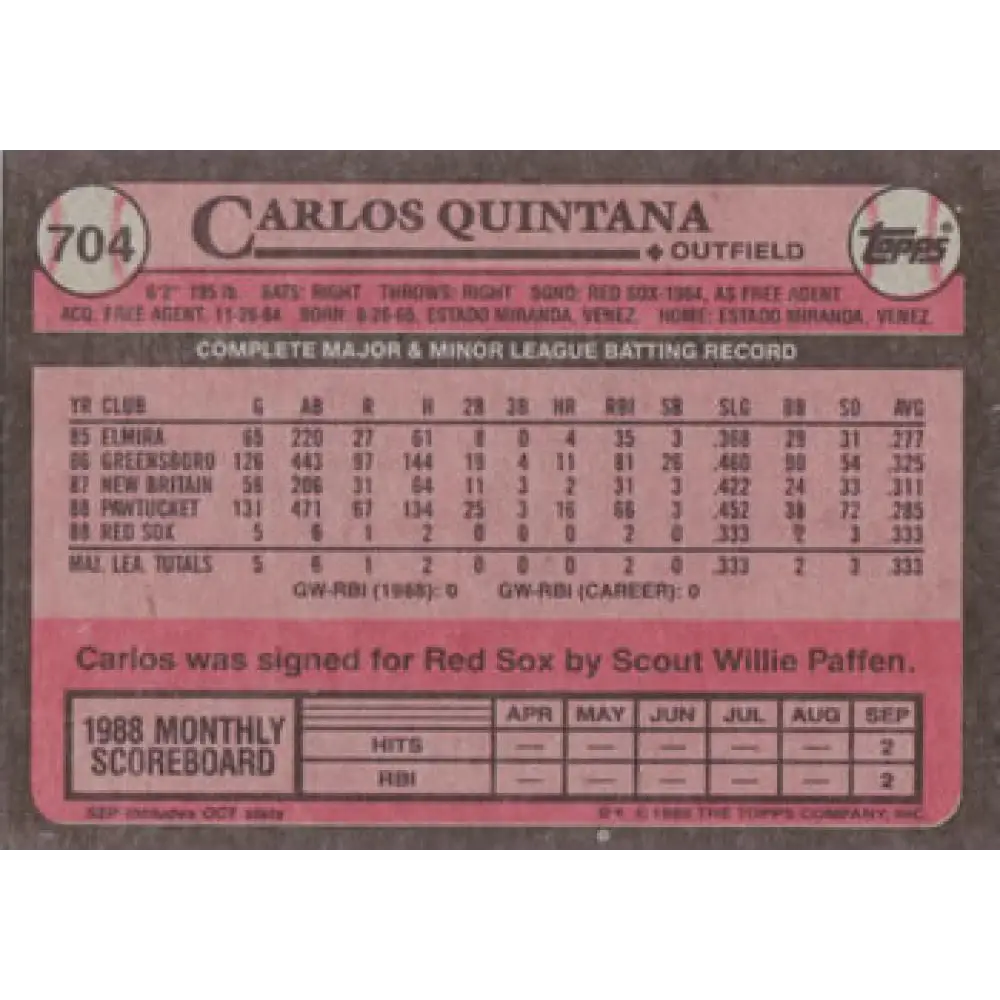 704
CARLOS QUINTANA
OUTFIELD
TOPPS®
6'2" 195 lb. BATS: RIGHT THROWS: RIGHT SGND: RED SOX-1984, AS FREE AGENT
ACQ. FREE AGENT, 11-26-84 BORN: 8-26-65, ESTADO MIRANDA, VENEZ. HOME: ESTADO MIRANDA, VENEZ.
COMPLETE MAJOR & MINOR LEAGUE BATTING RECORD
YR CLUB G AB R H 2B 3B HR RBI SB SLG BB SO AVG
85 ELMIRA 65 220 27 61 8 0 4 35 3 .368 29 31 .277
86 GREENSBORO 126 443 97 144 19 4 11 81 26 .460 90 54 .325
87 NEW BRITAIN 56 206 31 64 11 3 2 31 3 .422 24 33 .311
88 PAWTUCKET 131 471 67 134 25 3 16 66 3 .452 38 72 .285
88 RED SOX 5 6 1 2 0 0 0 2 0 .333 2 3 .333
MAJ. LEA. TOTALS 5 6 1 2 0 0 0 2 0 .333 2 3 .333
GW-RBI (1988): 0 GW-RBI (CAREER): 0
Carlos was signed for Red Sox by Scout Willie Paffen.
1988 MONTHLY SCOREBOARD
APR MAY JUN JUL AUG SEP
HITS — — — — — 2
RBI — — — — — 2
SEP includes OCT stats
© 1989 THE TOPPS COMPANY, INC.